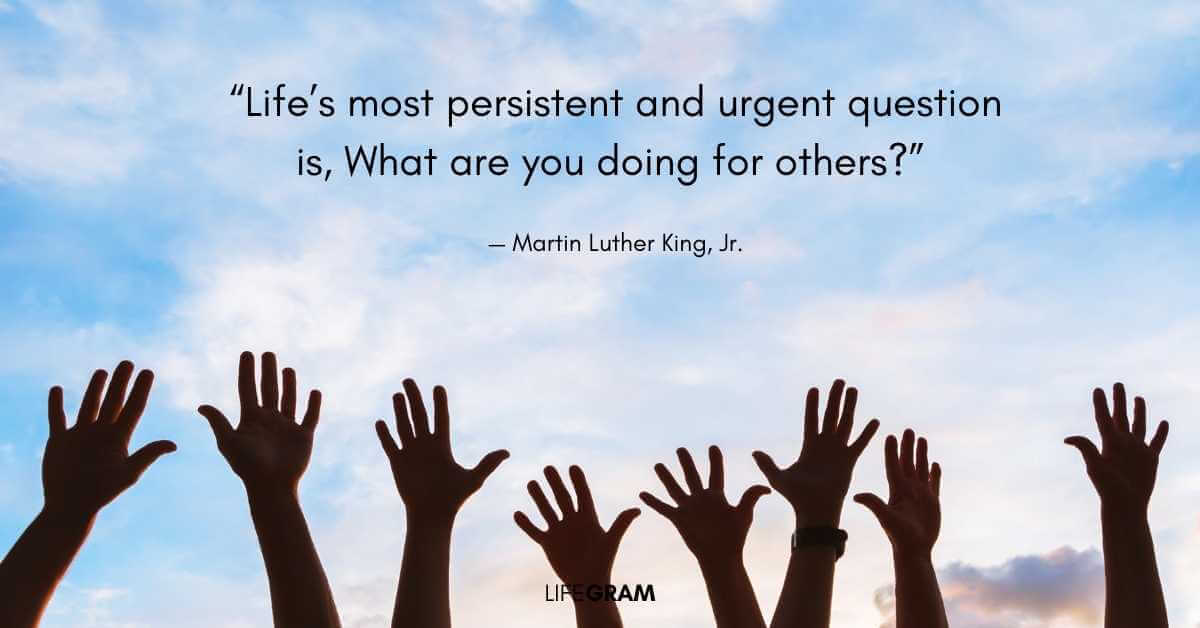 “Life’s most persistent and urgent question
is, What are you doing for others?”
— Martin Luther King, Jr.
LIFEGRAM